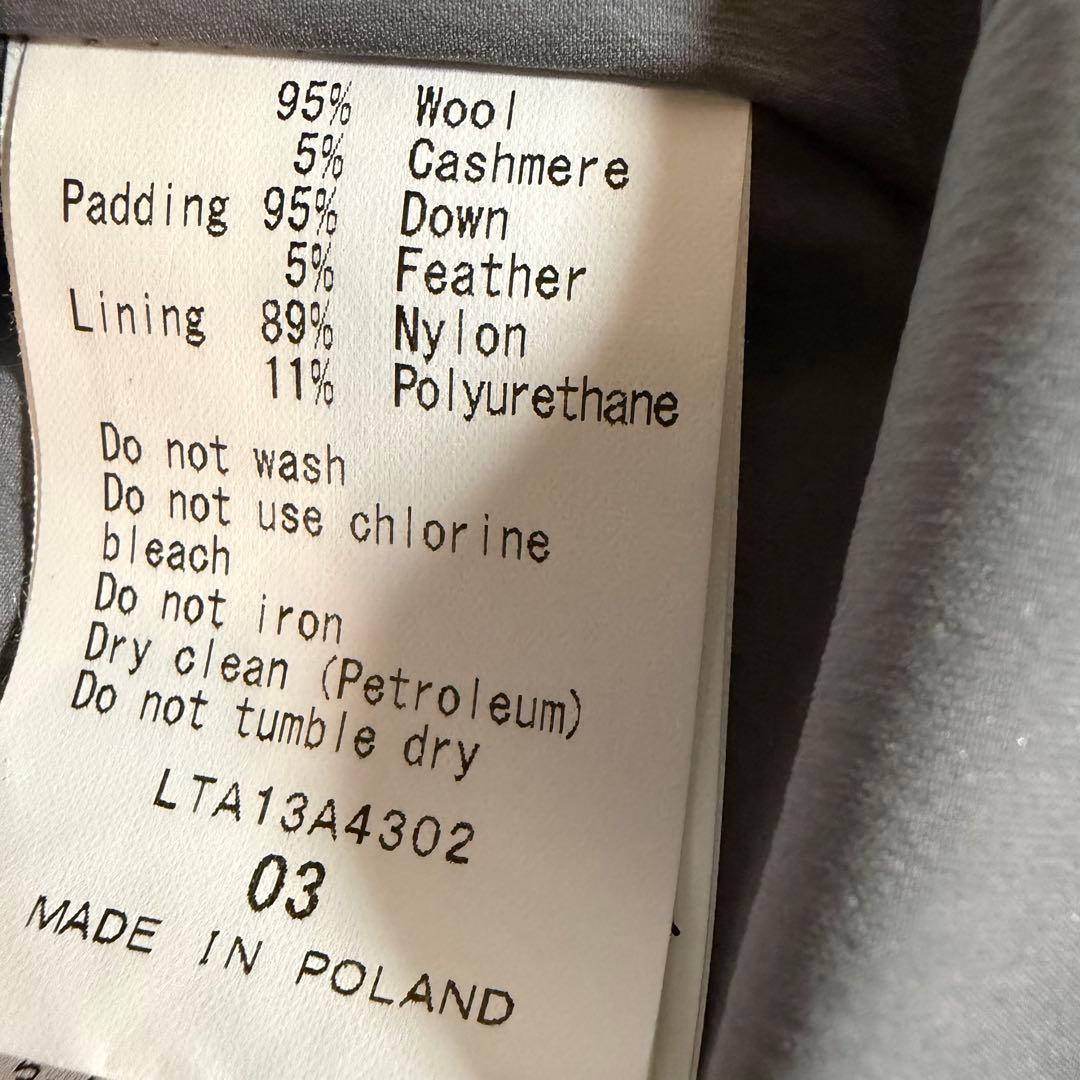 95% Wool
5% Cashmere
Padding 95% Down
5% Feather
Lining 89% Nylon
11% Polyurethane
Do not wash
Do not use chlorine
bleach
Do not iron
Dry clean (Petroleum)
Do not tumble dry
LTA13A4302
03
MADE IN POLAND